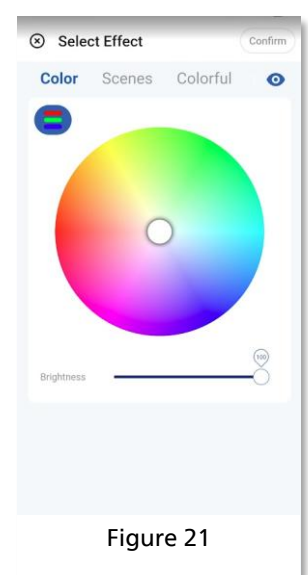 Select Effect Confirm
Color Scenes Colorful
100
Brightness
Figure 21